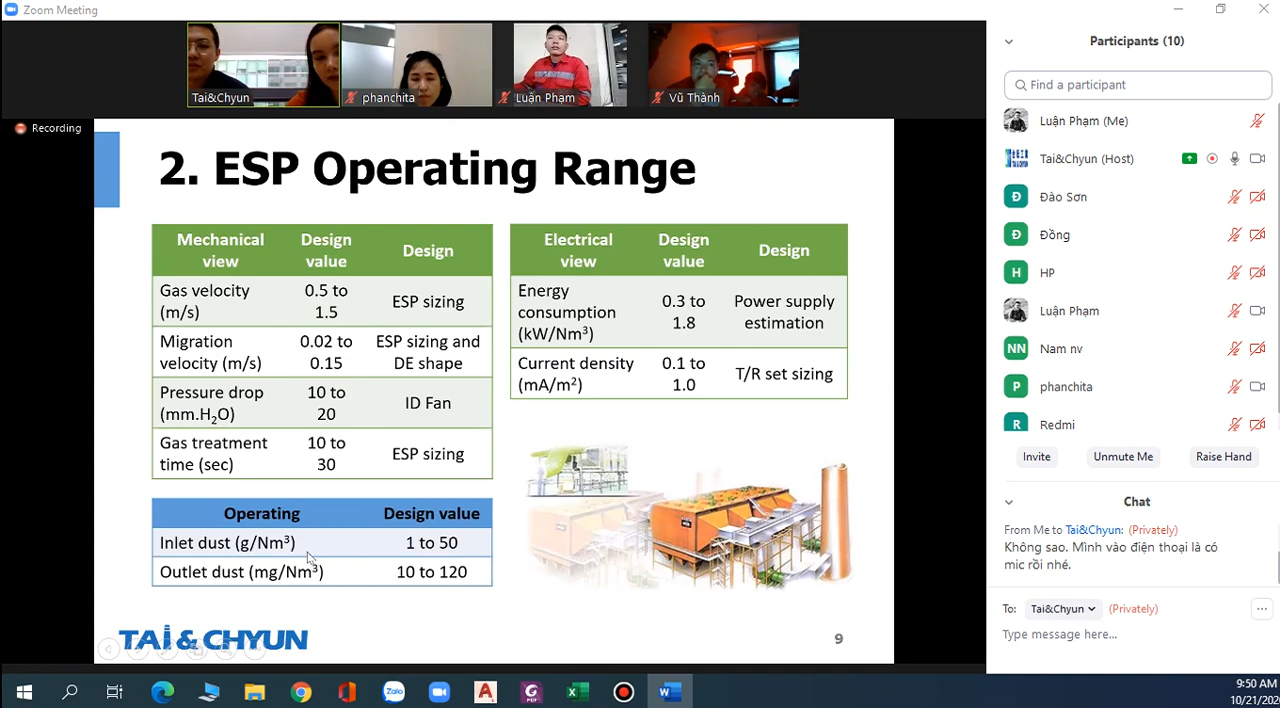 Zoom Meeting
Tai&Chyun
phanchita
Luận Phạm
Vũ Thành
Recording
2. ESP Operating Range
Mechanical view
Design value
Design
Gas velocity (m/s)
0.5 to 1.5
ESP sizing
Migration velocity (m/s)
0.02 to 0.15
ESP sizing and DE shape
Pressure drop (mm.H₂O)
10 to 20
ID Fan
Gas treatment time (sec)
10 to 30
ESP sizing
Electrical view
Design value
Design
Energy consumption (kW/Nm³)
0.3 to 1.8
Power supply estimation
Current density (mA/m²)
0.1 to 1.0
T/R set sizing
Operating
Design value
Inlet dust (g/Nm³)
1 to 50
Outlet dust (mg/Nm³)
10 to 120
TAI & CHYUN
9
Participants (10)
Find a participant
Luận Phạm (Me)
Tai&Chyun (Host)
Đ Đào Sơn
Đ Đồng
H HP
Luận Phạm
NN Nam nv
P phanchita
R Redmi
Invite
Unmute Me
Raise Hand
Chat
From Me to Tai&Chyun: (Privately)
Không sao. Mình vào điện thoại là có
mic rồi nhé.
To: Tai&Chyun (Privately)
Type message here...
Zalo
9:50 AM